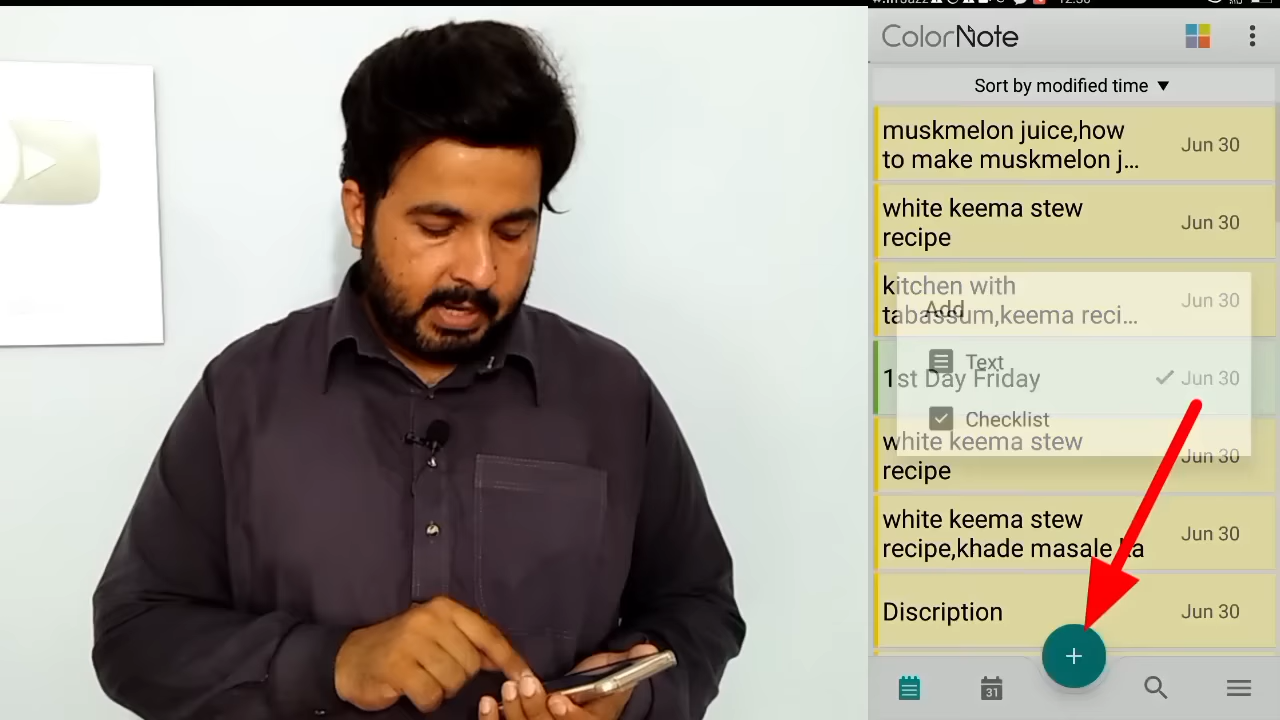 12:30
ColorNote
Sort by modified time ▼
muskmelon juice,how
to make muskmelon j…
Jun 30
white keema stew
recipe
Jun 30
kitchen with
tabassum,keema reci…
Jun 30
Add
Text
1st Day Friday
Jun 30
Checklist
white keema stew
recipe
Jun 30
white keema stew
recipe,khade masale ka
Jun 30
Discription
Jun 30
+
31